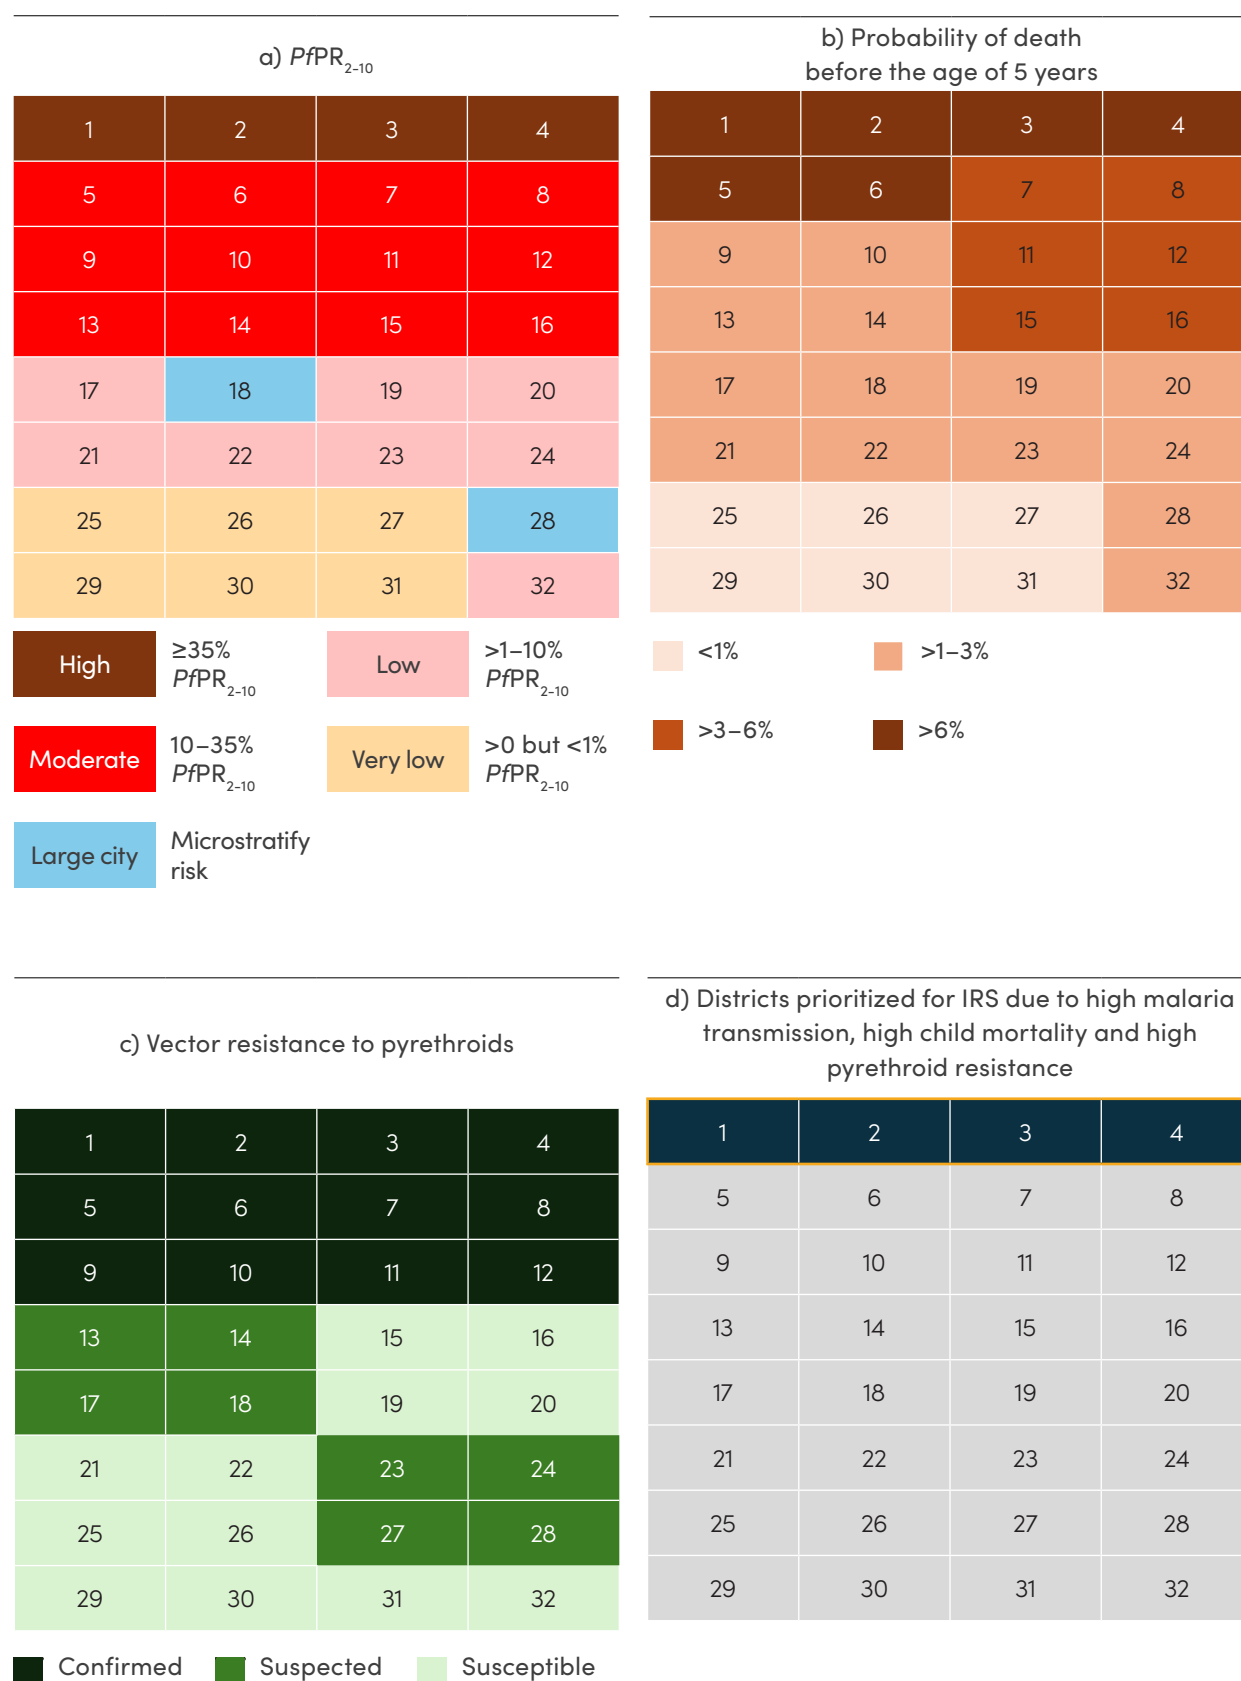 a) PfPR2-10
1 2 3 4
5 6 7 8
9 10 11 12
13 14 15 16
17 18 19 20
21 22 23 24
25 26 27 28
29 30 31 32
High ≥35% PfPR2-10
Low >1–10% PfPR2-10
Moderate 10–35% PfPR2-10
Very low >0 but <1% PfPR2-10
Large city Microstratify risk
b) Probability of death
before the age of 5 years
1 2 3 4
5 6 7 8
9 10 11 12
13 14 15 16
17 18 19 20
21 22 23 24
25 26 27 28
29 30 31 32
<1% >1–3%
>3–6% >6%
c) Vector resistance to pyrethroids
1 2 3 4
5 6 7 8
9 10 11 12
13 14 15 16
17 18 19 20
21 22 23 24
25 26 27 28
29 30 31 32
Confirmed Suspected Susceptible
d) Districts prioritized for IRS due to high malaria
transmission, high child mortality and high
pyrethroid resistance
1 2 3 4
5 6 7 8
9 10 11 12
13 14 15 16
17 18 19 20
21 22 23 24
25 26 27 28
29 30 31 32